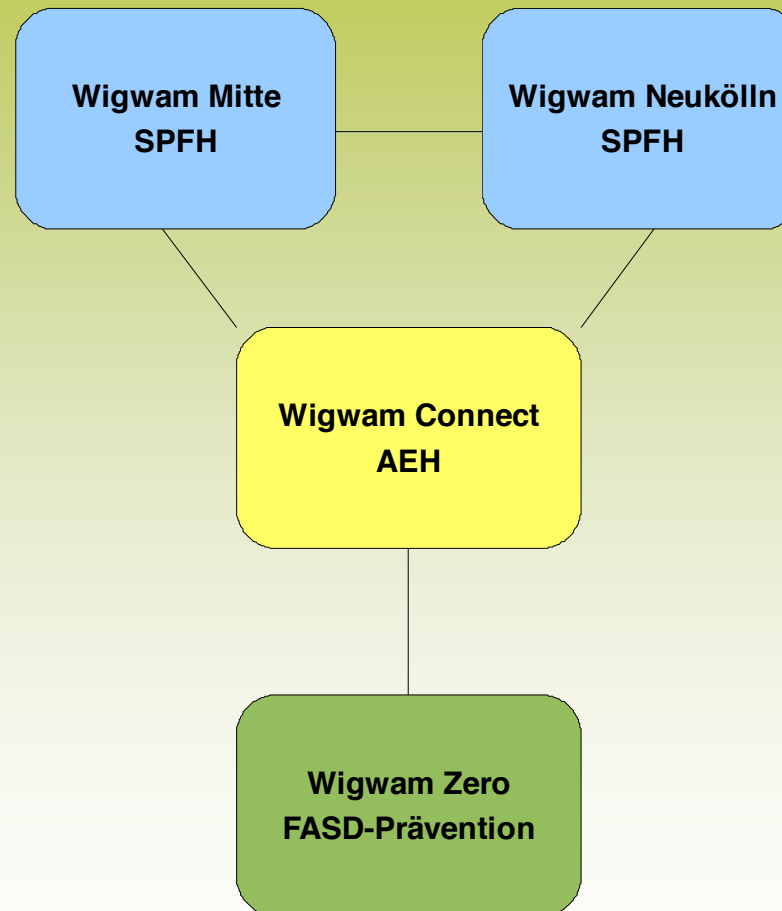 Wigwam Mitte
SPFH
Wigwam Neukölln
SPFH
Wigwam Connect
AEH
Wigwam Zero
FASD-Prävention